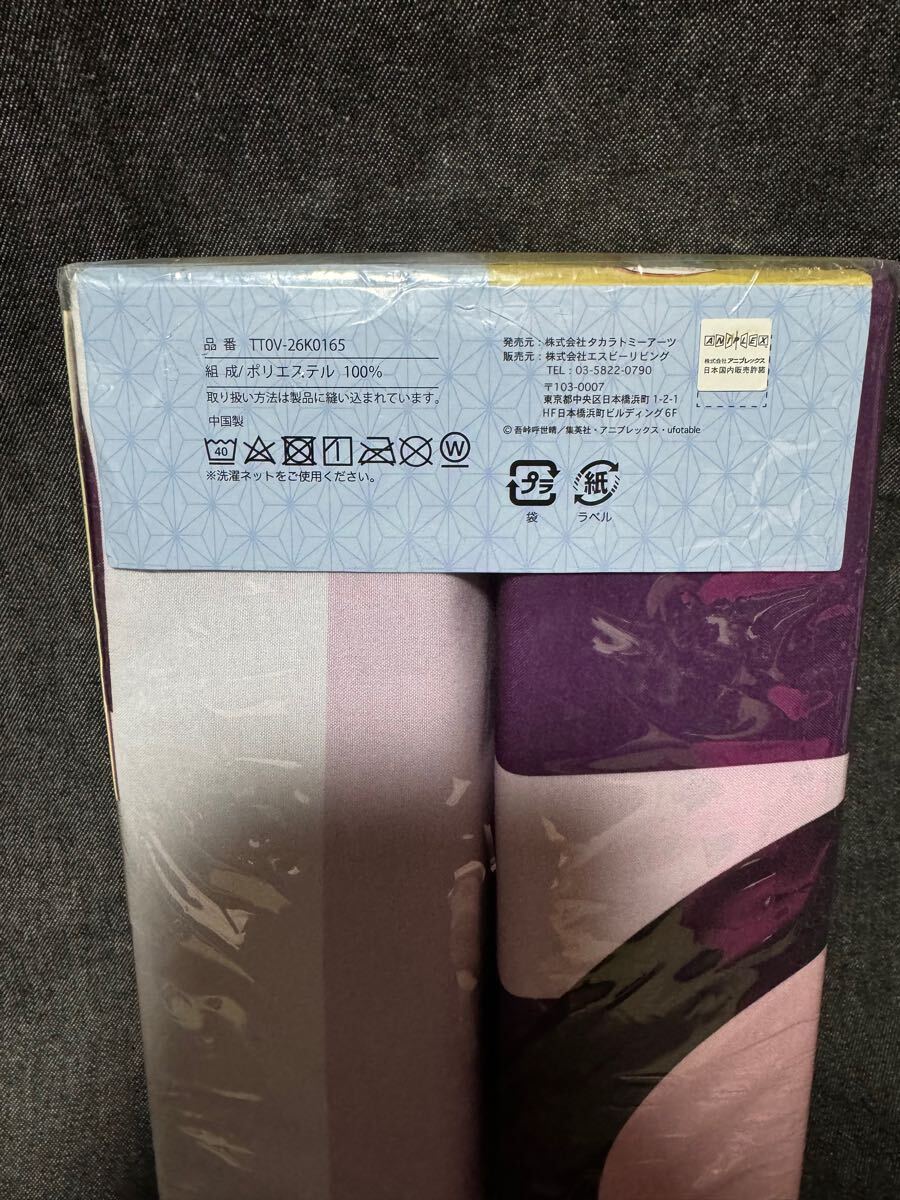 品 番 TT0V-26K0165
組 成/ポリエステル 100%
取り扱い方法は製品に縫い込まれています。
中国製
40
W
※洗濯ネットをご使用ください。
発売元:株式会社タカラトミーアーツ
販売元:株式会社エスピーリビング
TEL:03-5822-0790
〒103-0007
東京都中央区日本橋浜町 1-2-1
HF日本橋浜町ビルディング6F
© 吾峠呼世晴/集英社・アニプレックス・ufotable
プラ
袋
紙
ラベル
ANIPLEX
株式会社 アニプレックス
日本国内販売許諾